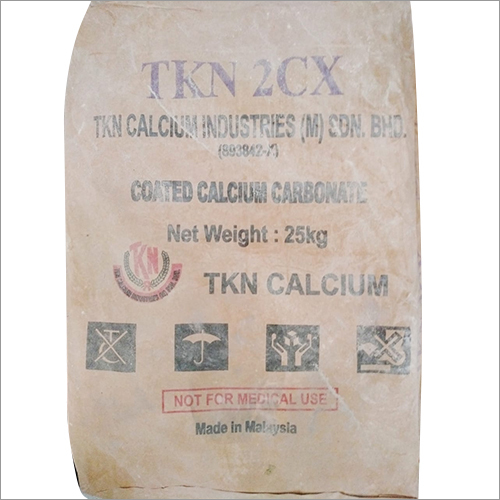 TKN 2CX
TKN CALCIUM INDUSTRIES (M) SDN. BHD.
COATED CALCIUM CARBONATE
Net Weight : 25kg
TKN
TKN CALCIUM
NOT FOR MEDICAL USE
Made in Malaysia